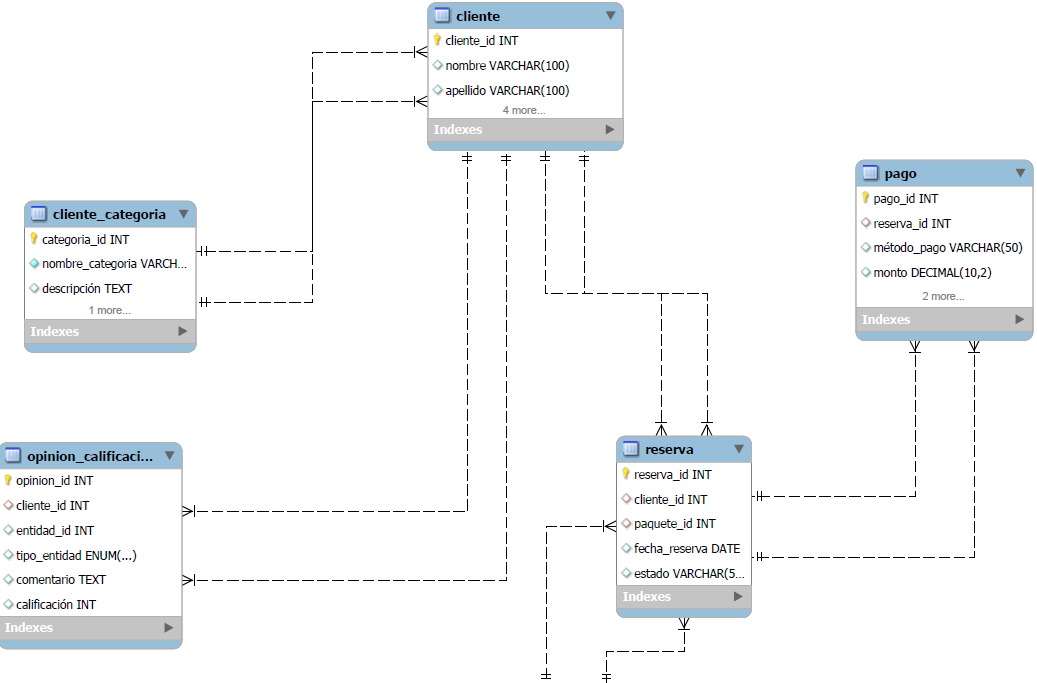 cliente
cliente_id INT
nombre VARCHAR(100)
apellido VARCHAR(100)
4 more...
Indexes
cliente_categoria
categoria_id INT
nombre_categoria VARCH...
descripción TEXT
1 more...
Indexes
pago
pago_id INT
reserva_id INT
método_pago VARCHAR(50)
monto DECIMAL(10,2)
2 more...
Indexes
opinion_calificaci...
opinion_id INT
cliente_id INT
entidad_id INT
tipo_entidad ENUM(...)
comentario TEXT
calificación INT
Indexes
reserva
reserva_id INT
cliente_id INT
paquete_id INT
fecha_reserva DATE
estado VARCHAR(5...
Indexes